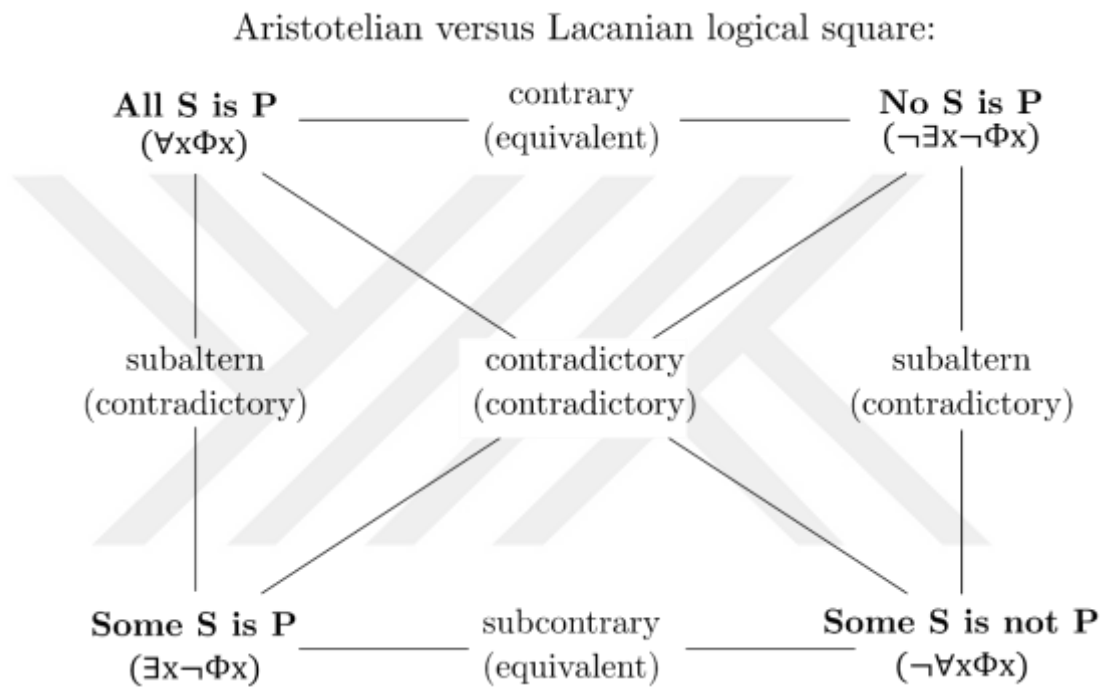 Aristotelian versus Lacanian logical square:
All S is P
(∀xΦx)
contrary
(equivalent)
No S is P
(¬∃x¬Φx)
subaltern
(contradictory)
contradictory
(contradictory)
subaltern
(contradictory)
Some S is P
(∃x¬Φx)
subcontrary
(equivalent)
Some S is not P
(¬∀xΦx)